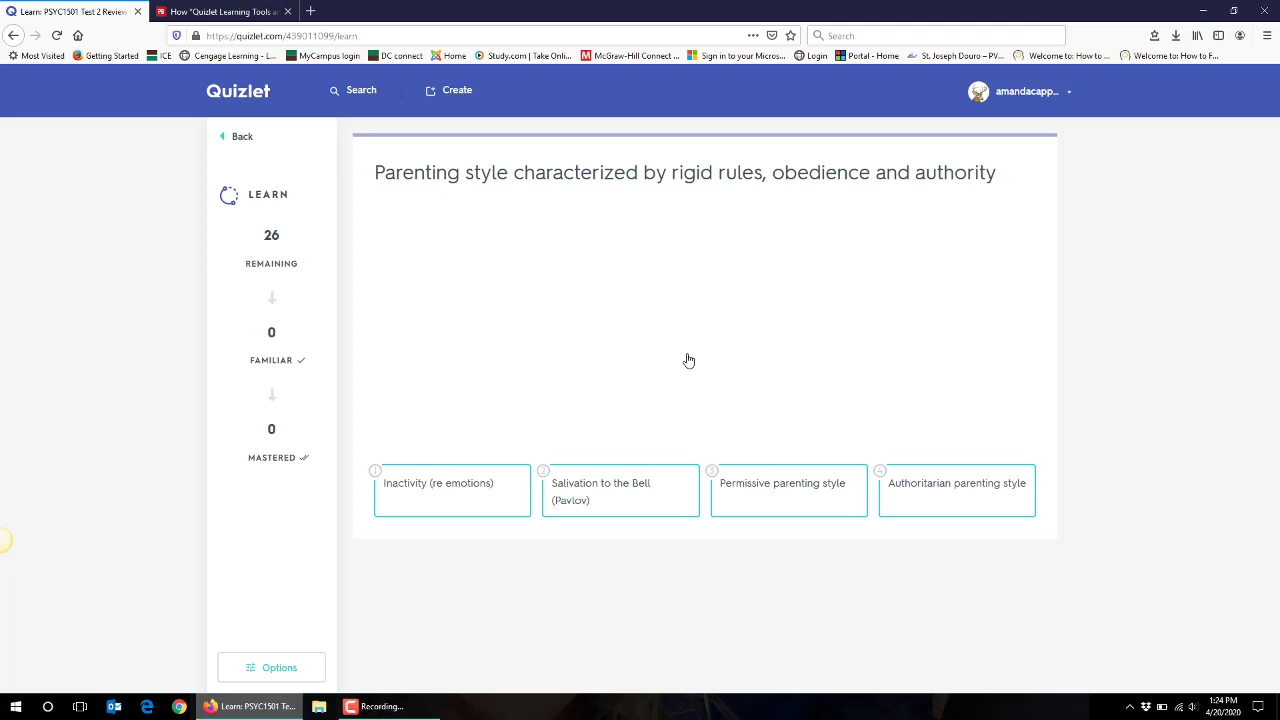 Learn: PSYC1501 Test 2 Review
How "Quizlet Learning Tools a
https://quizlet.com/439011099/learn
Search
Most Visited
Getting Started
ICE
Cengage Learning - L...
MyCampus login
DC connect
Home
Study.com | Take Onli...
McGraw-Hill Connect ...
Sign in to your Micros...
Login
Portal - Home
St. Joseph Douro – PV...
Welcome to: How to ...
Welcome to: How to F...
Quizlet
Search
Create
amandacapp...
Back
LEARN
26
REMAINING
0
FAMILIAR
0
MASTERED
Options
Parenting style characterized by rigid rules, obedience and authority
1
Inactivity (re emotions)
2
Salivation to the Bell
(Pavlov)
3
Permissive parenting style
4
Authoritarian parenting style
Learn: PSYC1501 Te...
Recording...
1:24 PM
4/20/2020